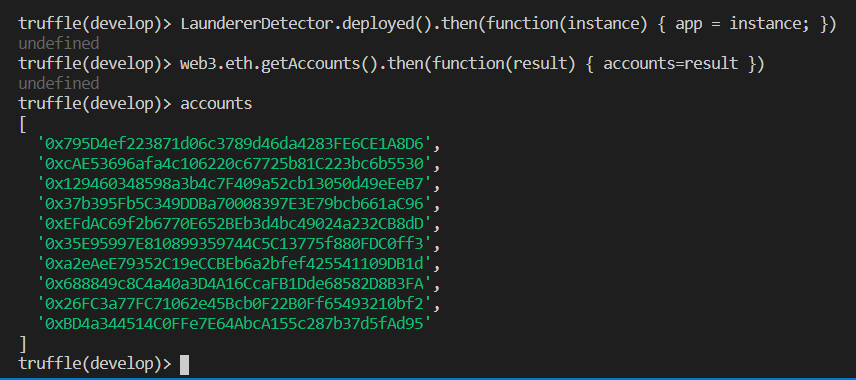 truffle(develop)> LaundererDetector.deployed().then(function(instance) { app = instance; })
undefined
truffle(develop)> web3.eth.getAccounts().then(function(result) { accounts=result })
undefined
truffle(develop)> accounts
[
  '0x795D4ef223871d06c3789d46da4283FE6CE1A8D6',
  '0xcAE53696afa4c106220c67725b81C223bc6b5530',
  '0x129460348598a3b4c7F409a52cb13050d49eEeB7',
  '0x37b395Fb5C349DDBa70008397E3E79bcb661aC96',
  '0xEFdAC69f2b6770E652BEb3d4bc49024a232CB8dD',
  '0x35E95997E810899359744C5C13775f880FDC0ff3',
  '0xa2eAeE79352C19eCCBEb6a2bfef425541109DB1d',
  '0x688849c8C4a40a3D4A16CcaFB1Dde68582D8B3FA',
  '0x26FC3a77FC71062e45Bcb0F22B0Ff65493210bf2',
  '0xBD4a344514C0FFe7E64AbcA155c287b37d5fAd95'
]
truffle(develop)>